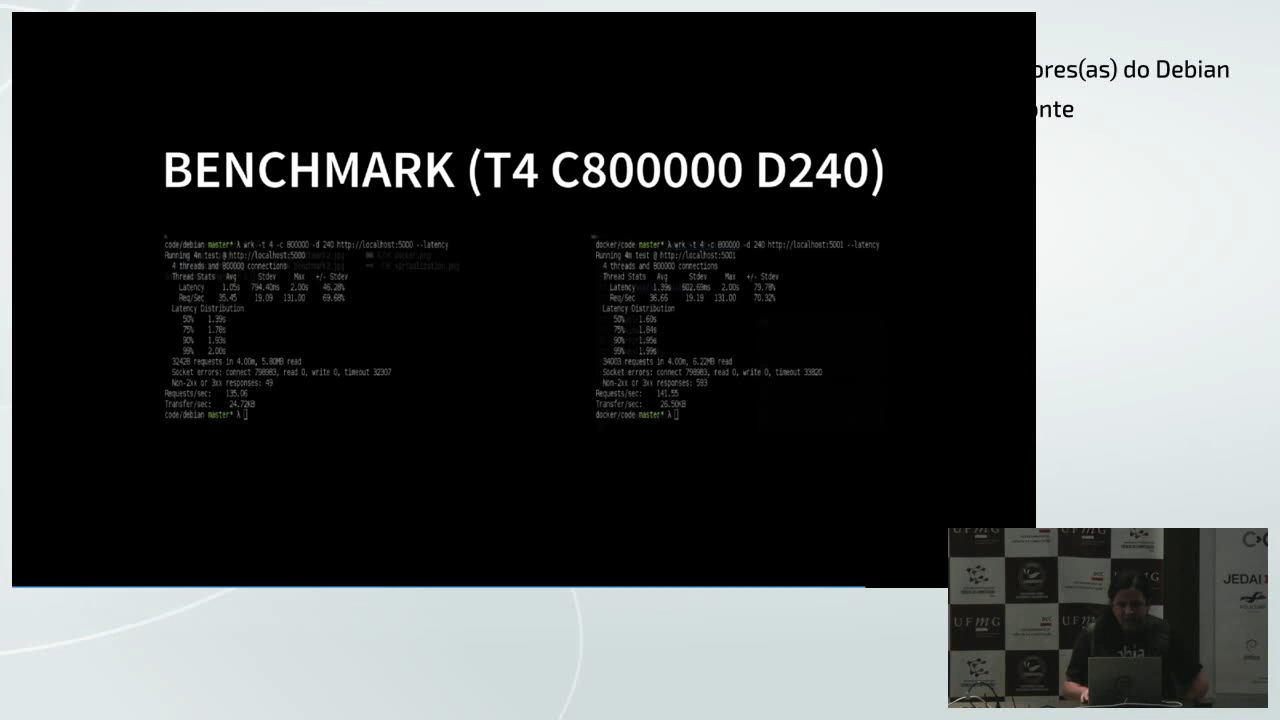 ores(as) do Debian
onte
BENCHMARK (T4 C800000 D240)
code/debian master* λ wrk -t 4 -c 800000 -d 240 http://localhost:5000 --latency
Running 4m test @ http://localhost:5000
4 threads and 800000 connections
Thread Stats Avg Stdev Max +/- Stdev
Latency 1.05s 794.40ms 2.00s 46.28%
Req/Sec 35.45 19.09 131.00 69.68%
Latency Distribution
50% 1.39s
75% 1.78s
90% 1.93s
99% 2.00s
32428 requests in 4.00m, 5.80MB read
Socket errors: connect 798983, read 0, write 0, timeout 32307
Non-2xx or 3xx responses: 49
Requests/sec: 135.06
Transfer/sec: 24.72KB
code/debian master* λ
docker/code master* λ wrk -t 4 -c 800000 -d 240 http://localhost:5001 --latency
Running 4m test @ http://localhost:5001
4 threads and 800000 connections
Thread Stats Avg Stdev Max +/- Stdev
Latency 1.39s 602.69ms 2.00s 79.78%
Req/Sec 36.66 19.19 131.00 70.32%
Latency Distribution
50% 1.60s
75% 1.84s
90% 1.95s
99% 1.99s
34003 requests in 4.00m, 6.22MB read
Socket errors: connect 798983, read 0, write 0, timeout 33820
Non-2xx or 3xx responses: 593
Requests/sec: 141.55
Transfer/sec: 26.50KB
docker/code master* λ
UFMG
UFMG
JEDAI
UFMG
UFMG